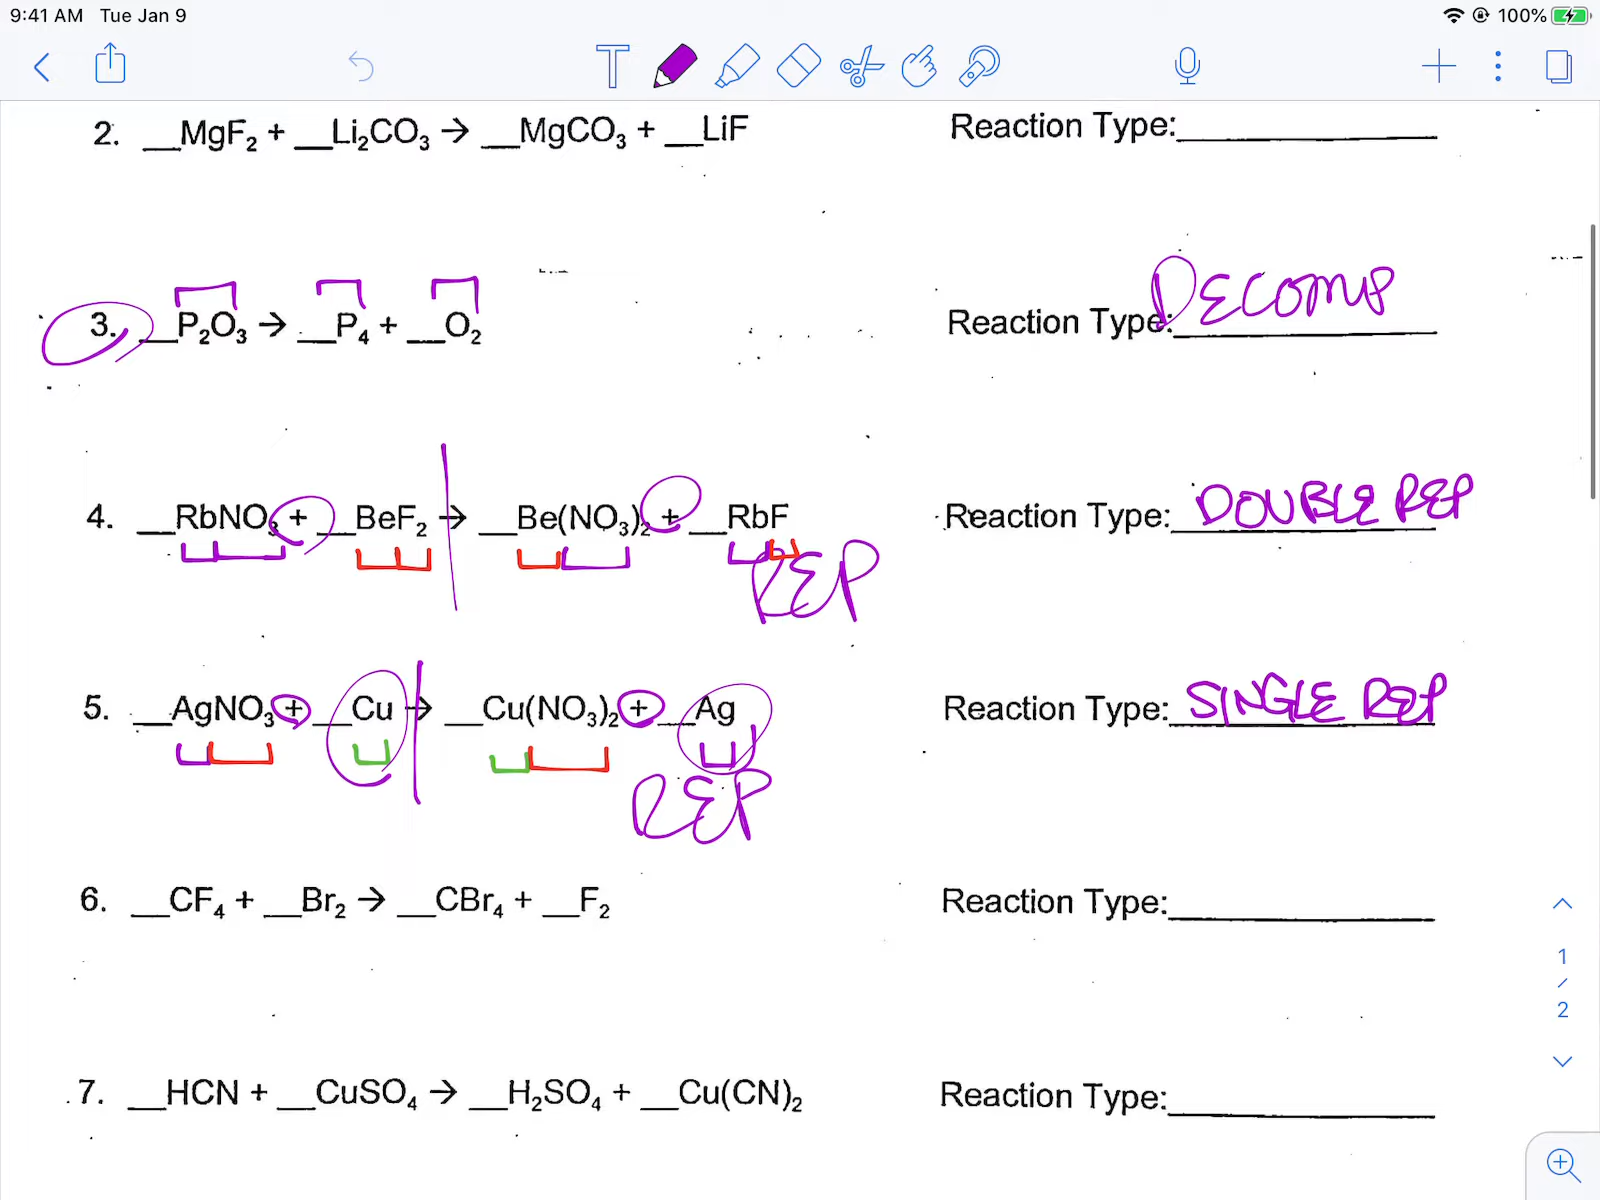 9:41 AM Tue Jan 9 100%
T
2. __MgF₂ + __Li₂CO₃ → __MgCO₃ + __LiF Reaction Type:____________
3. __P₂O₃ → __P₄ + __O₂ Reaction Type: DECOMP
4. __RbNO₃ + __BeF₂ → __Be(NO₃)₂ + __RbF Reaction Type: DOUBLE REP
REP
5. __AgNO₃ + __Cu → __Cu(NO₃)₂ + __Ag Reaction Type: SINGLE REP
REP
6. __CF₄ + __Br₂ → __CBr₄ + __F₂ Reaction Type:____________
1
/
2
7. __HCN + __CuSO₄ → __H₂SO₄ + __Cu(CN)₂ Reaction Type:____________